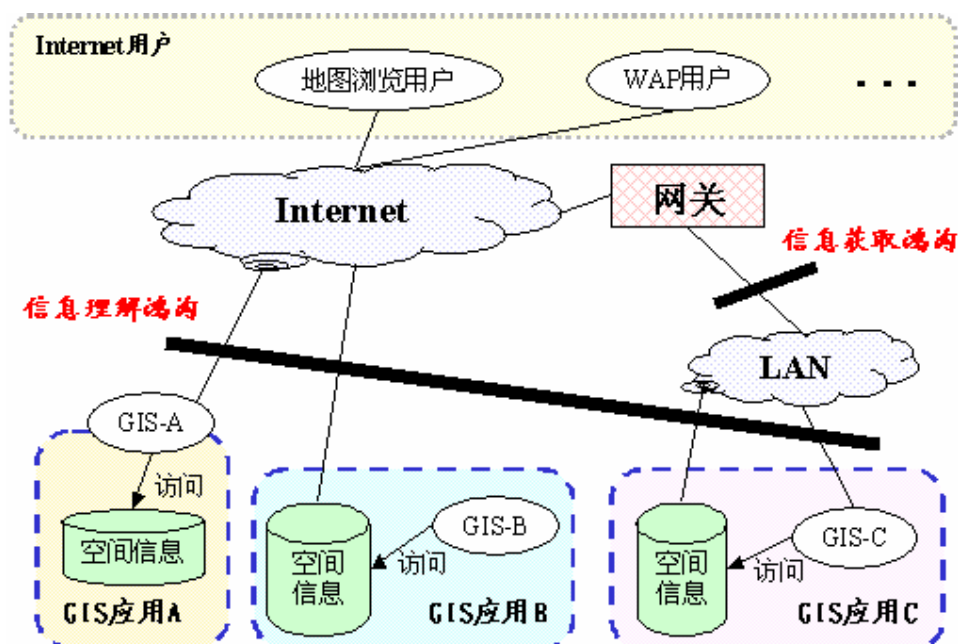 Internet用户
地图浏览用户
WAP用户
...
Internet
网关
信息获取鸿沟
信息理解鸿沟
LAN
GIS-A
访问
空间信息
GIS应用A
GIS-B
访问
空间
信息
GIS应用B
GIS-C
访问
空间
信息
GIS应用C